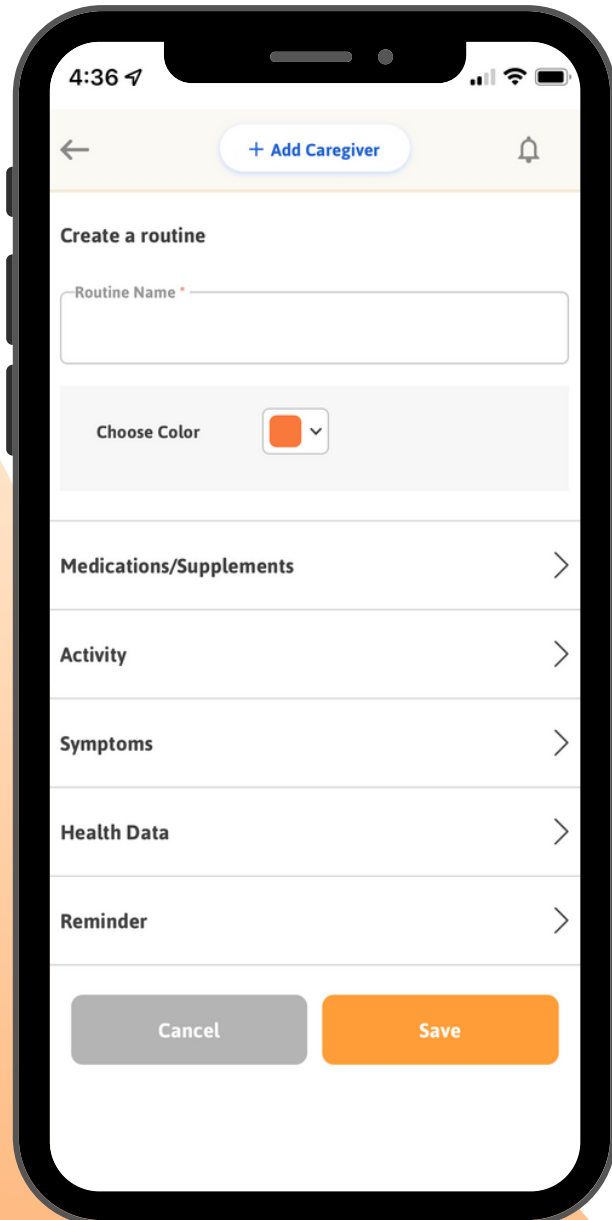 4:36
+ Add Caregiver
Create a routine
Routine Name *
Choose Color
Medications/Supplements
Activity
Symptoms
Health Data
Reminder
Cancel
Save